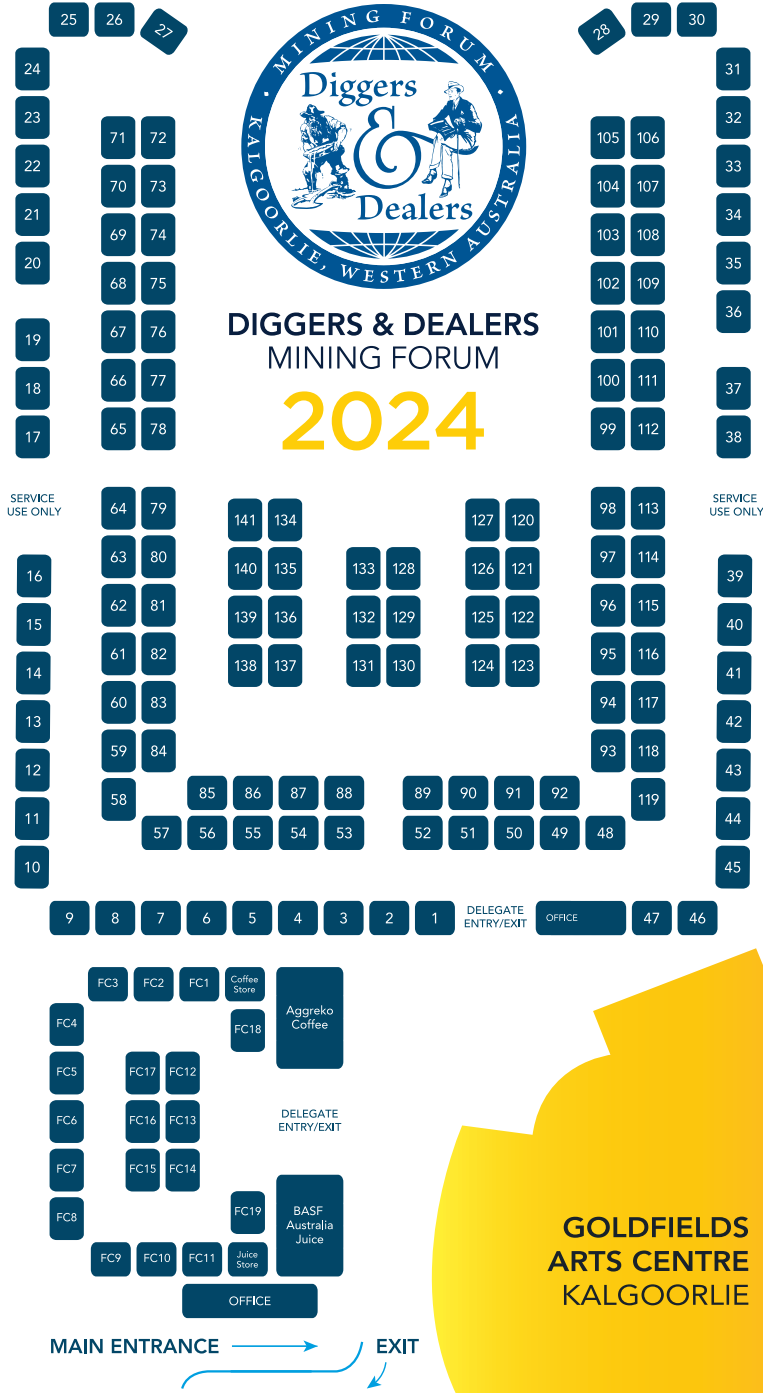 25 26 27 28 29 30
MINING FORUM
KALGOORLIE, WESTERN AUSTRALIA
Diggers
&
Dealers
24 31
23 32
71 72 105 106
22 33
70 73 104 107
21 34
69 74 103 108
20 35
68 75 102 109
36
DIGGERS & DEALERS
MINING FORUM
2024
19 67 76 101 110
18 66 77 100 111 37
17 65 78 99 112 38
SERVICE
USE ONLY
SERVICE
USE ONLY
64 79 141 134 127 120 98 113
63 80 140 135 133 128 126 121 97 114
16 39
62 81 139 136 132 129 125 122 96 115
15 40
61 82 138 137 131 130 124 123 95 116
14 41
60 83 94 117
13 42
59 84 93 118
12 43
58 85 86 87 88 89 90 91 92 119
11 44
57 56 55 54 53 52 51 50 49 48
10 45
9 8 7 6 5 4 3 2 1
DELEGATE
ENTRY/EXIT
OFFICE
47 46
FC3 FC2 FC1
Coffee
Store
Aggreko
Coffee
FC4 FC18
FC5 FC17 FC12
FC6 FC16 FC13
DELEGATE
ENTRY/EXIT
FC7 FC15 FC14
FC8 FC19
BASF
Australia
Juice
FC9 FC10 FC11
Juice
Store
OFFICE
GOLDFIELDS
ARTS CENTRE
KALGOORLIE
MAIN ENTRANCE EXIT